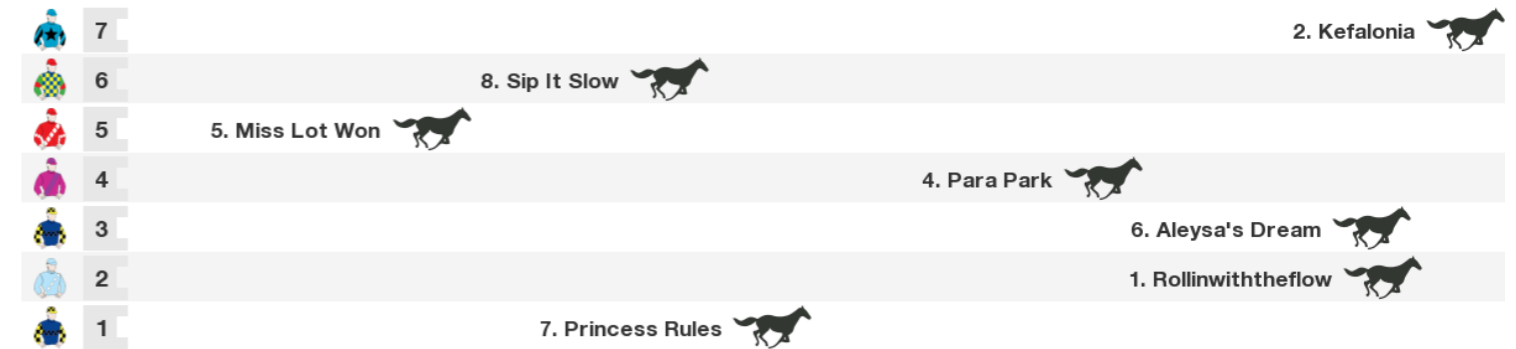 7 2. Kefalonia
6 8. Sip It Slow
5 5. Miss Lot Won
4 4. Para Park
3 6. Aleysa's Dream
2 1. Rollinwiththeflow
1 7. Princess Rules